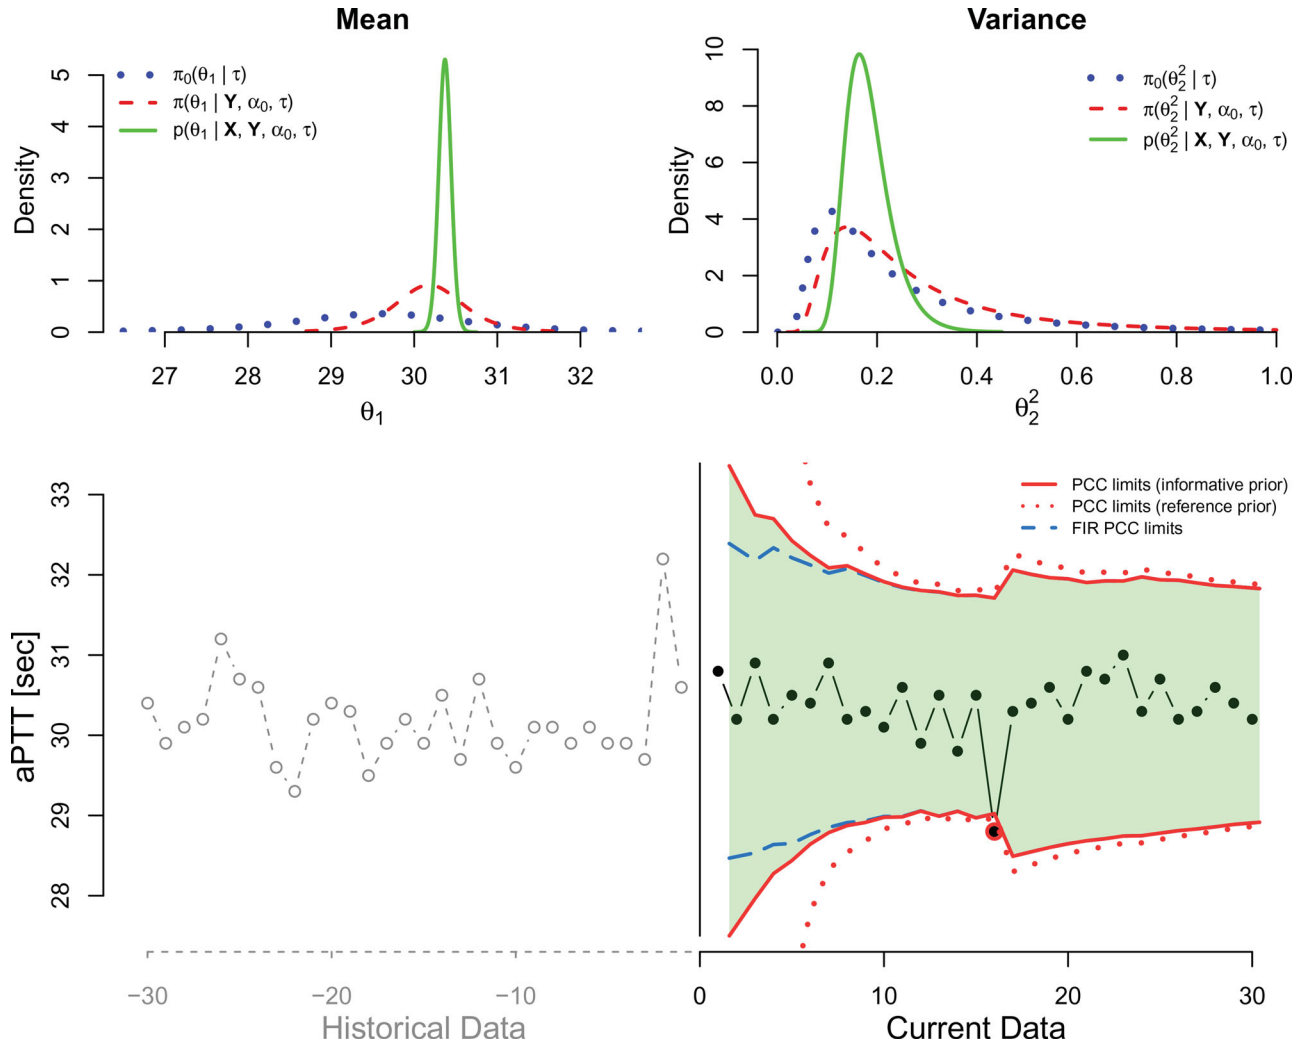 Mean
Density
0 1 2 3 4 5
π₀(θ₁ | τ)
π(θ₁ | Y, α₀, τ)
p(θ₁ | X, Y, α₀, τ)
27 28 29 30 31 32
θ₁
Variance
Density
0 2 4 6 8 10
π₀(θ₂² | τ)
π(θ₂² | Y, α₀, τ)
p(θ₂² | X, Y, α₀, τ)
0.0 0.2 0.4 0.6 0.8 1.0
θ₂²
aPTT [sec]
28 29 30 31 32 33
PCC limits (informative prior)
PCC limits (reference prior)
FIR PCC limits
−30 −20 −10 0 10 20 30
Historical Data
Current Data